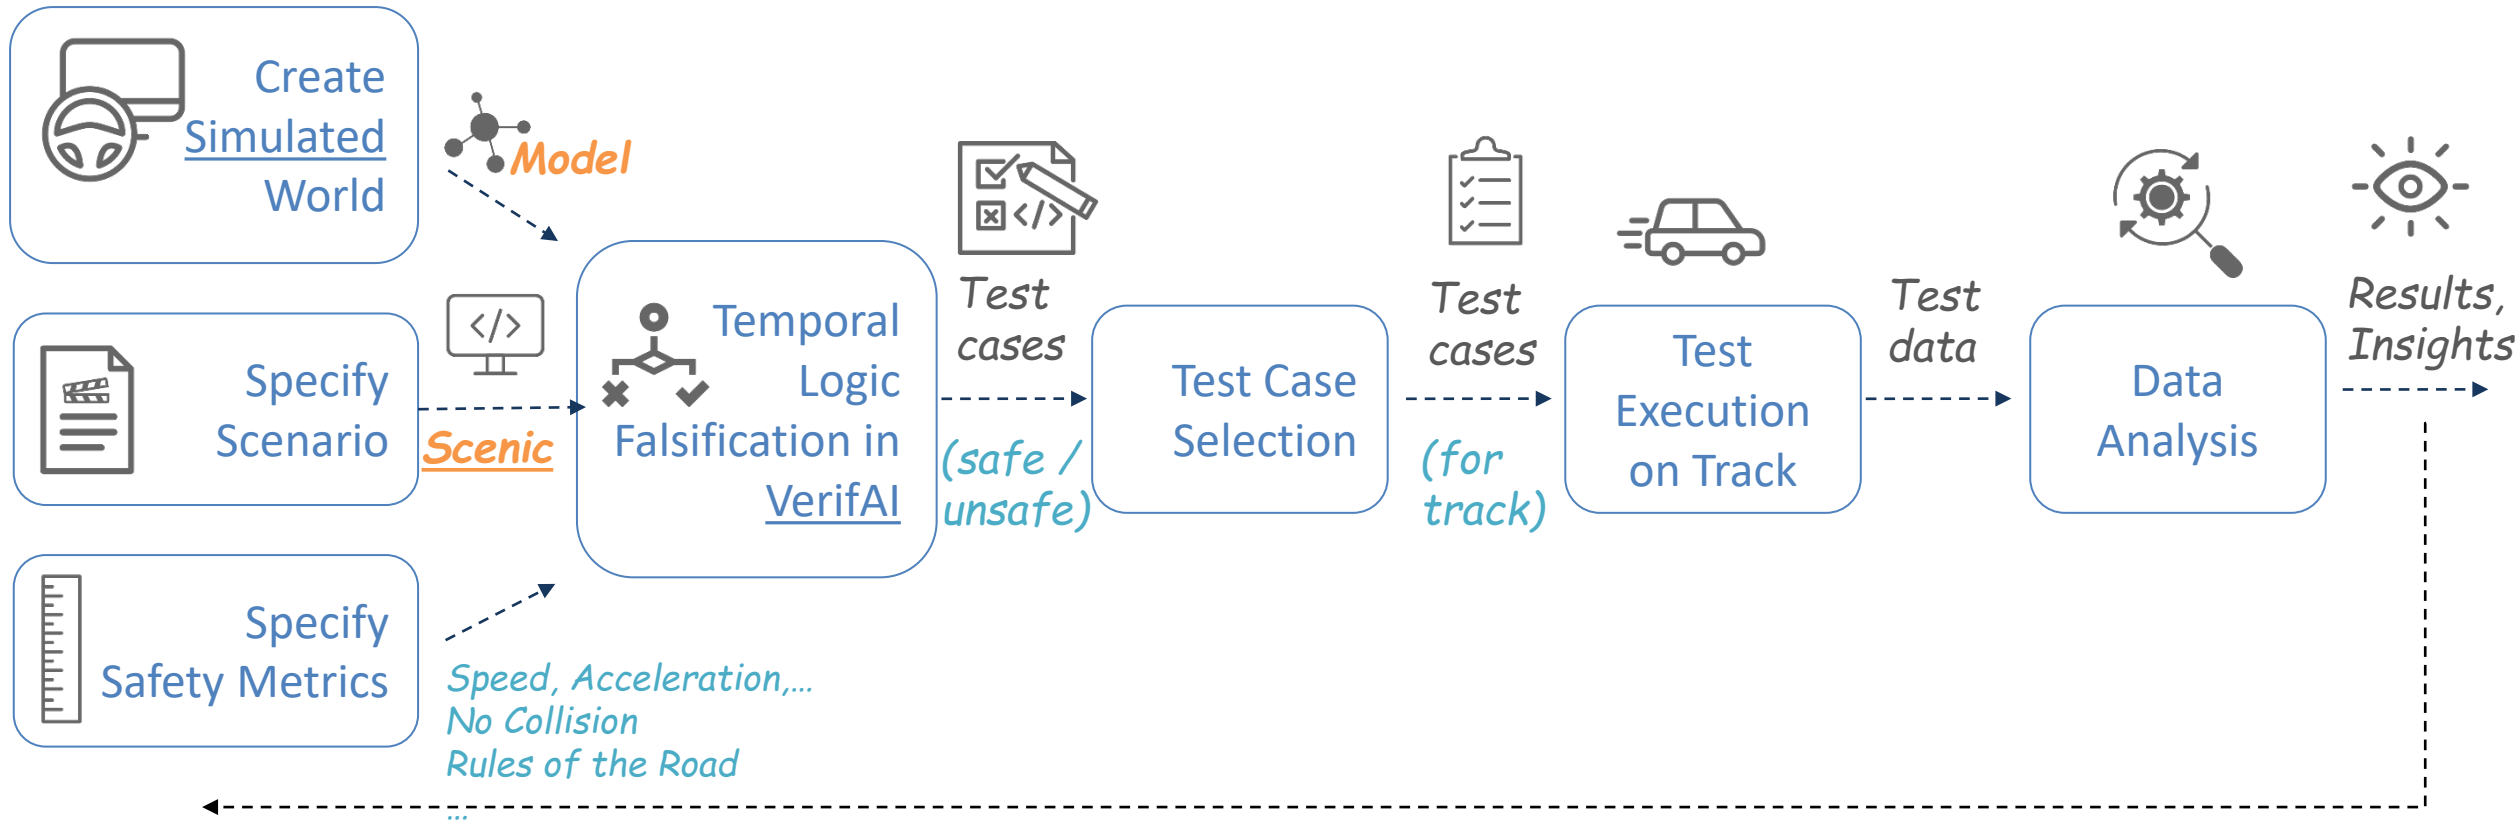 Create
Simulated
World
Model
Specify
Scenario
</>
Scenic
Specify
Safety Metrics
Speed, Acceleration,...
No Collision
Rules of the Road
...
Temporal
Logic
Falsification in
VerifAI
</>
Test
cases
(safe /
unsafe)
Test Case
Selection
Test
cases
(for
track)
Test
Execution
on Track
Test
data
Data
Analysis
Results,
Insights